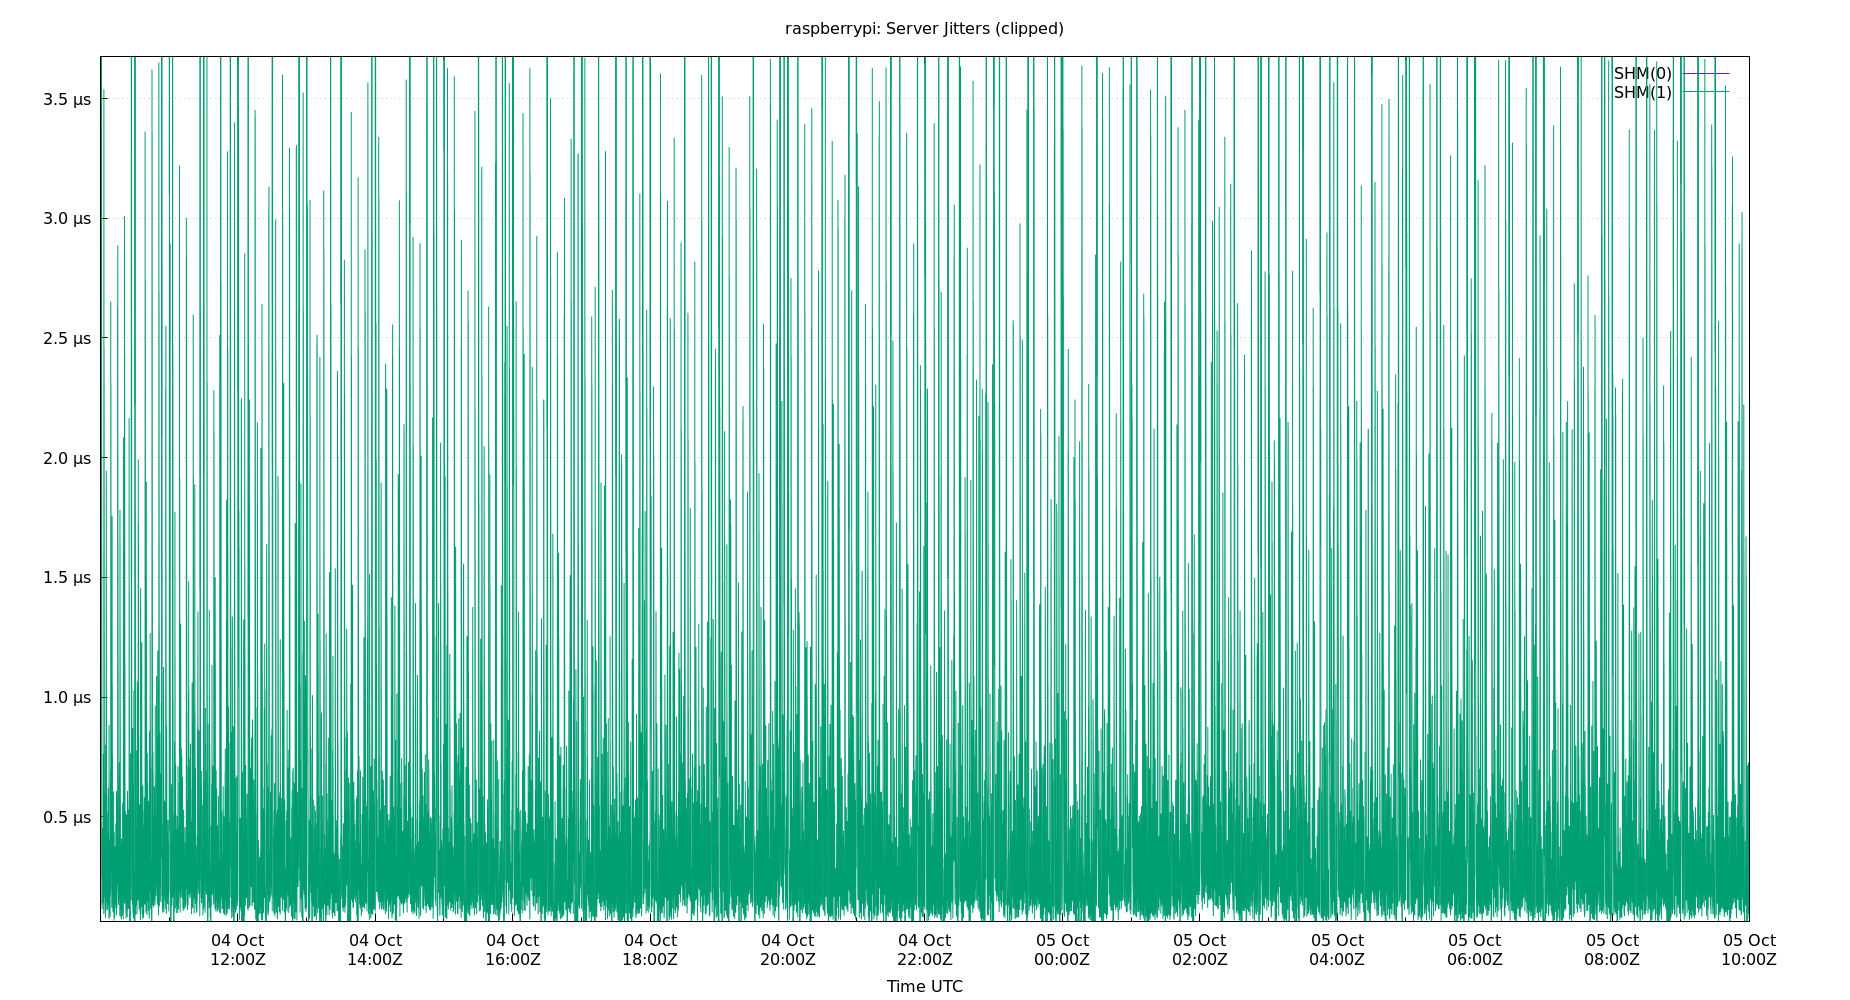 raspberrypi: Server Jitters (clipped)
SHM(0)
SHM(1)
3.5 µs
3.0 µs
2.5 µs
2.0 µs
1.5 µs
1.0 µs
0.5 µs
04 Oct 04 Oct 04 Oct 04 Oct 04 Oct 04 Oct 05 Oct 05 Oct 05 Oct 05 Oct 05 Oct 05 Oct
12:00Z 14:00Z 16:00Z 18:00Z 20:00Z 22:00Z 00:00Z 02:00Z 04:00Z 06:00Z 08:00Z 10:00Z
Time UTC